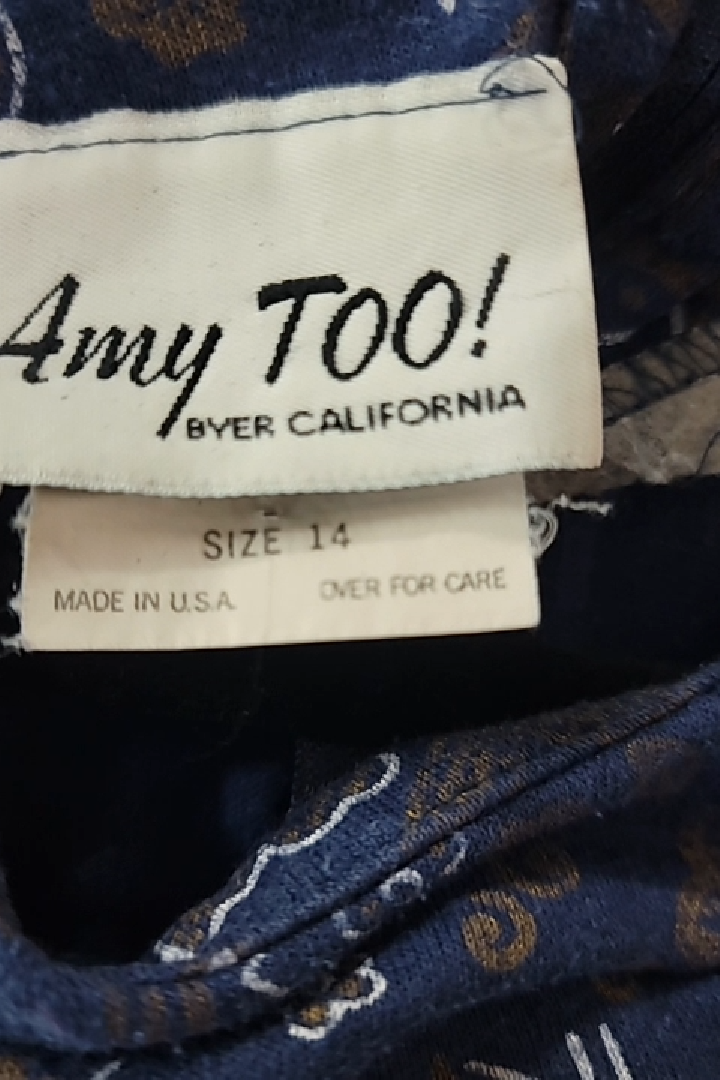 Amy TOO!
BYER CALIFORNIA
SIZE 14
MADE IN U.S.A.
OVER FOR CARE